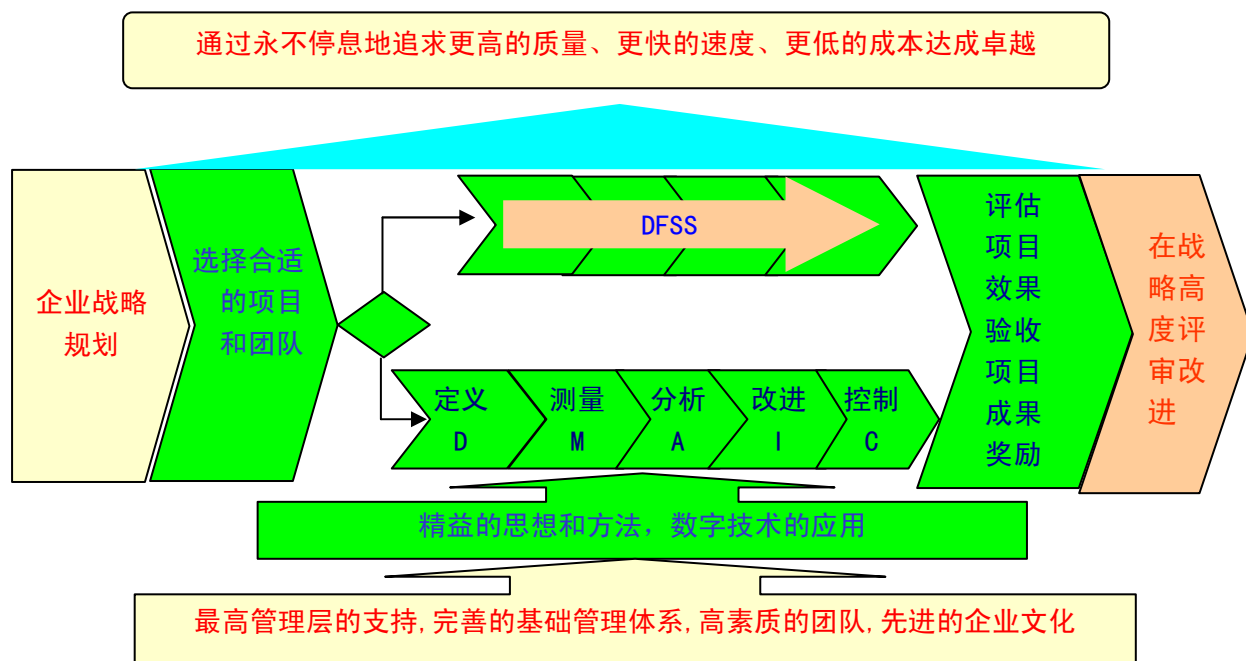 通过永不停息地追求更高的质量、更快的速度、更低的成本达成卓越
企业战略
规划
选择合适
的项目
和团队
DFSS
定义
D
测量
M
分析
A
改进
I
控制
C
评估
项目
效果
验收
项目
成果
奖励
在战
略高
度评
审改
进
精益的思想和方法，数字技术的应用
最高管理层的支持,完善的基础管理体系,高素质的团队,先进的企业文化